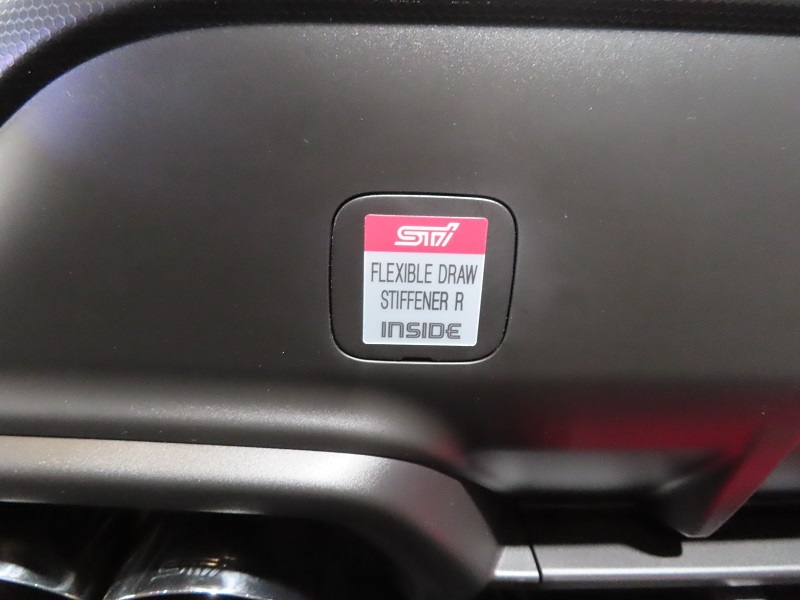 STI
FLEXIBLE DRAW
STIFFENER R
INSIDE